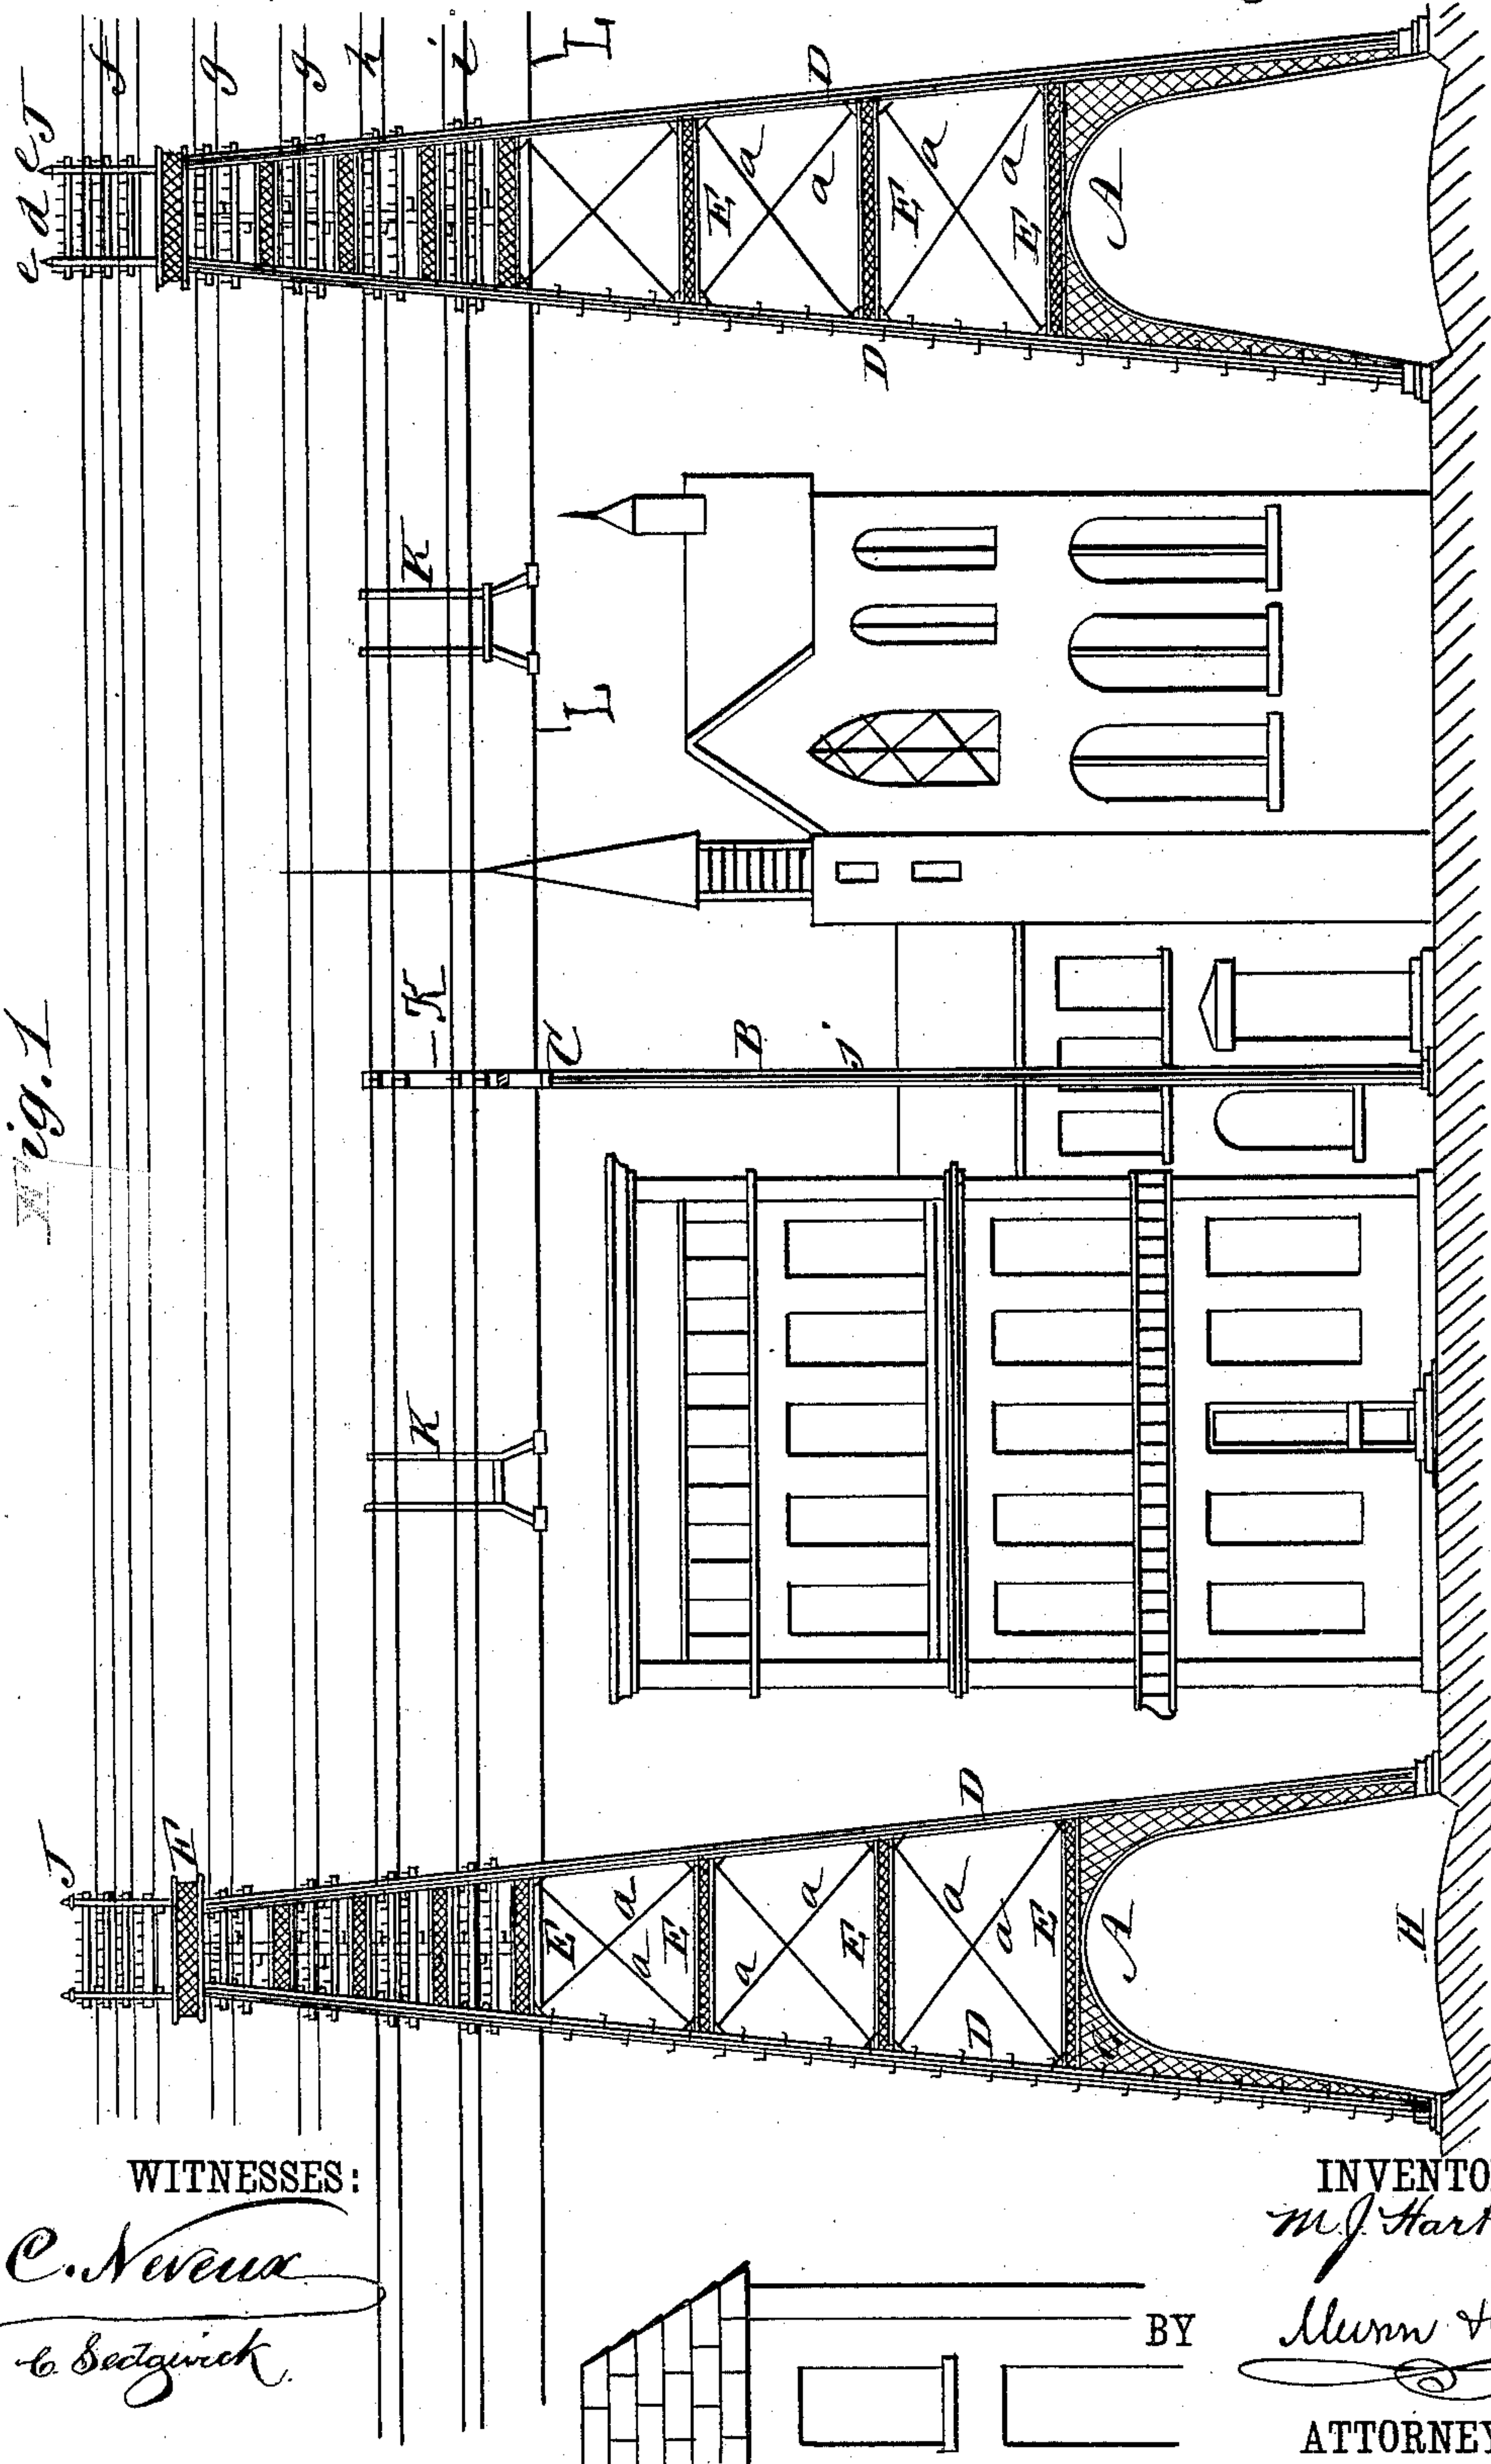 Fig. 1
J
F
e d e J
f
g
g
h
i
L
K
K
K
L
C
B
j
D
D
D
D
E
E
E
E
E
E
a
a
a
a
a
a
a
a
a
a
A
A
H
WITNESSES:
C. Neveux
C. Sedgwick.
INVENTO
M. J. Hart
BY Munn &
ATTORNEY